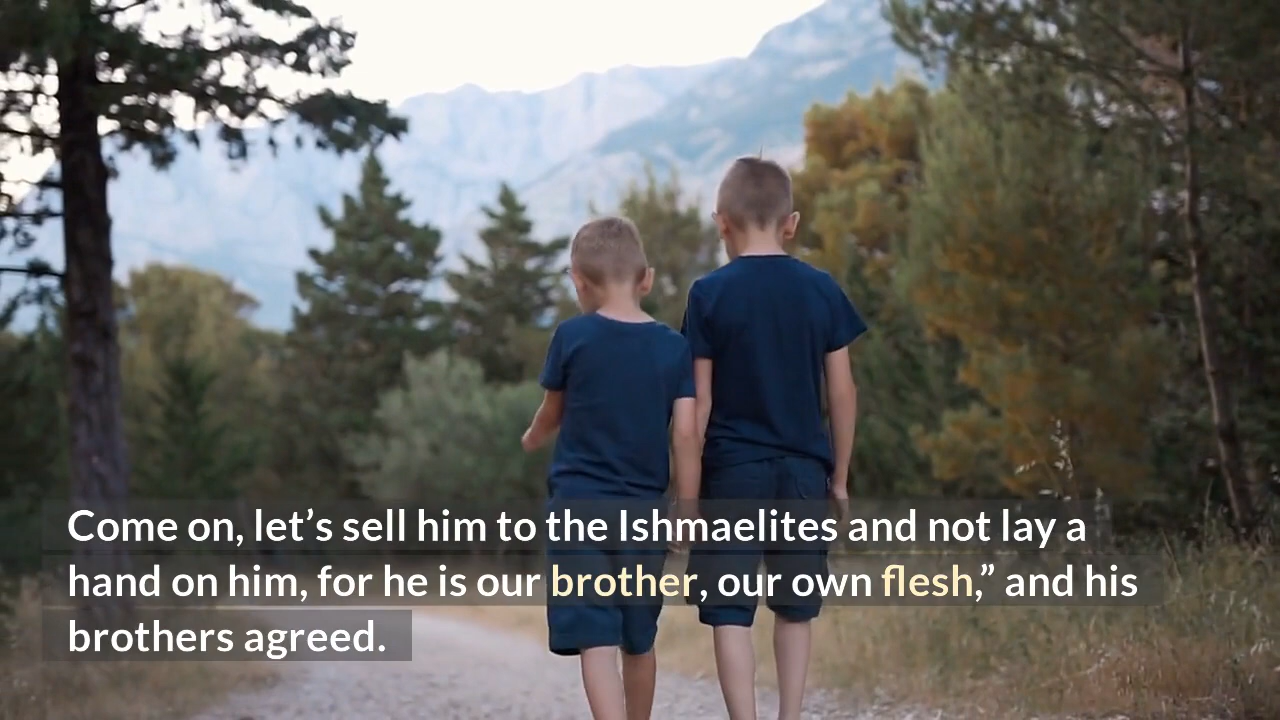 Come on, let’s sell him to the Ishmaelites and not lay a
hand on him, for he is our brother, our own flesh,” and his
brothers agreed.